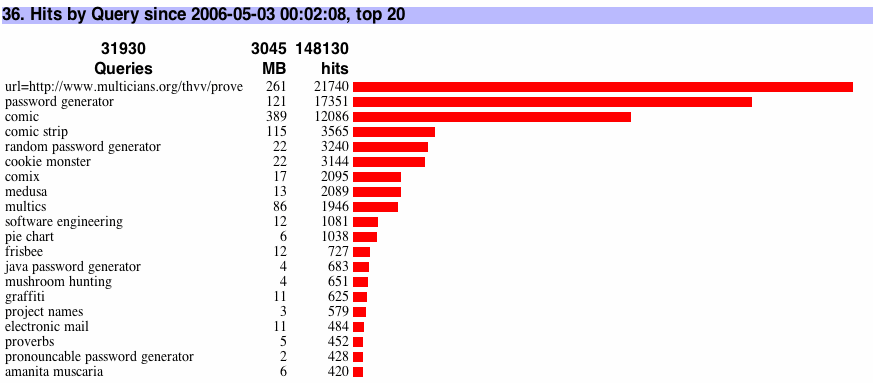 36. Hits by Query since 2006-05-03 00:02:08, top 20
31930 3045 148130
Queries MB hits
url=http://www.multicians.org/thvv/prove 261 21740
password generator 121 17351
comic 389 12086
comic strip 115 3565
random password generator 22 3240
cookie monster 22 3144
comix 17 2095
medusa 13 2089
multics 86 1946
software engineering 12 1081
pie chart 6 1038
frisbee 12 727
java password generator 4 683
mushroom hunting 4 651
graffiti 11 625
project names 3 579
electronic mail 11 484
proverbs 5 452
pronouncable password generator 2 428
amanita muscaria 6 420